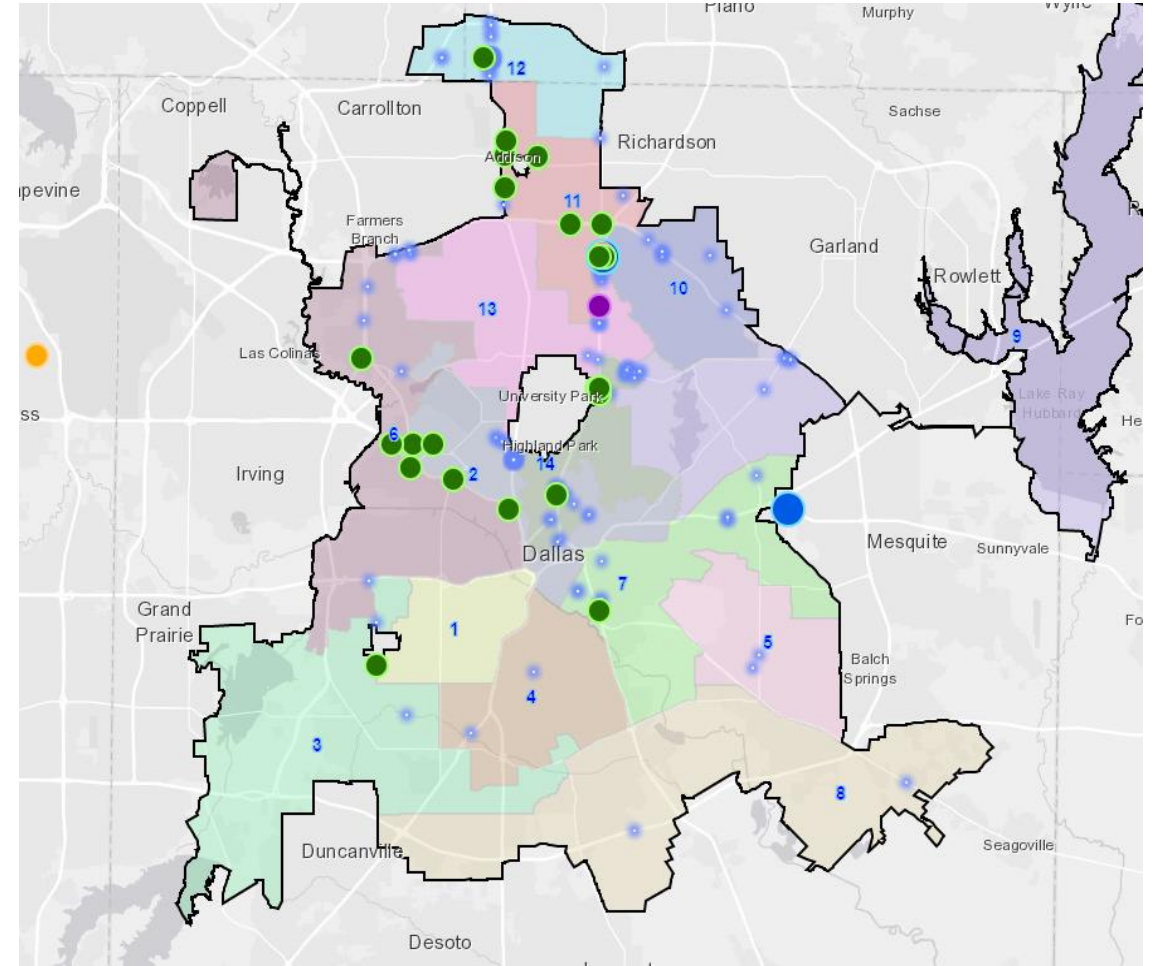 Plano
Murphy
Wylie
12
Coppell
Carrollton
Sachse
Richardson
Addison
apevine
11
Farmers
Branch
Garland
Rowlett
10
13
9
Las Colinas
University Park
Lake Ray
Hubbard
ss
He
6
Highland Park
14
2
Irving
Dallas
Mesquite
Sunnyvale
7
Grand
Prairie
Fo
1
5
Balch
Springs
4
3
8
Duncanville
Seagoville
Desoto